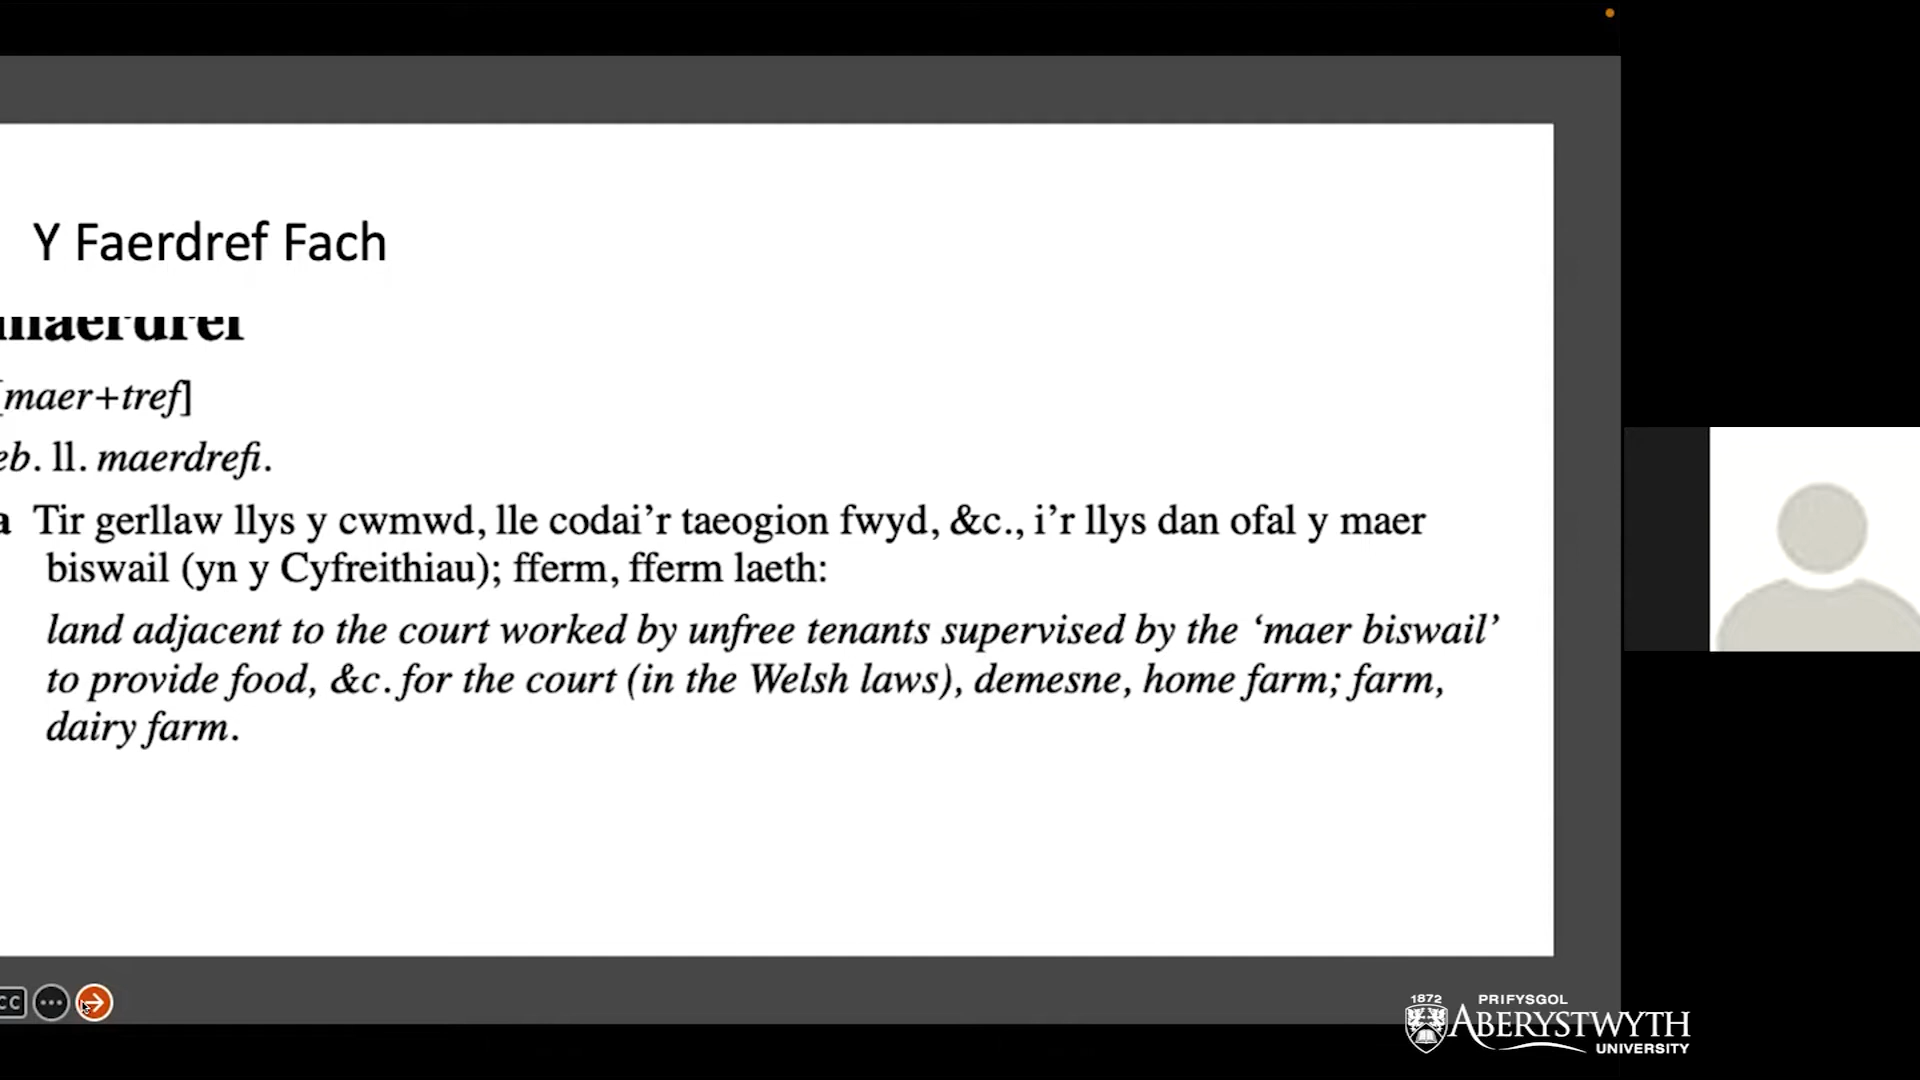 Y Faerdref Fach
maerdref
[maer+tref]
eb. ll. maerdrefi.
a Tir gerllaw llys y cwmwd, lle codai'r taeogion fwyd, &c., i'r llys dan ofal y maer
biswail (yn y Cyfreithiau); fferm, fferm laeth:
land adjacent to the court worked by unfree tenants supervised by the ‘maer biswail’
to provide food, &c. for the court (in the Welsh laws), demesne, home farm; farm,
dairy farm.
CC
1872 PRIFYSGOL
ABERYSTWYTH
UNIVERSITY